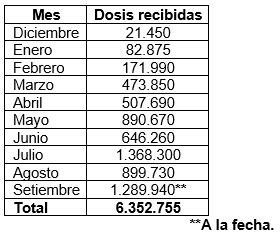 Mes Dosis recibidas
Diciembre 21.450
Enero 82.875
Febrero 171.990
Marzo 473.850
Abril 507.690
Mayo 890.670
Junio 646.260
Julio 1.368.300
Agosto 899.730
Setiembre 1.289.940**
Total 6.352.755
**A la fecha.